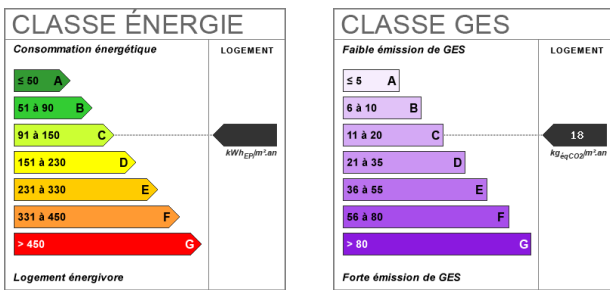 CLASSE ÉNERGIE
Consommation énergétique
LOGEMENT
≤ 50 A
51 à 90 B
91 à 150 C
151 à 230 D
231 à 330 E
331 à 450 F
> 450 G
kWhEP/m².an
Logement énergivore
CLASSE GES
Faible émission de GES
LOGEMENT
≤ 5 A
6 à 10 B
11 à 20 C
18
21 à 35 D
36 à 55 E
56 à 80 F
> 80 G
kgéqCO2/m².an
Forte émission de GES